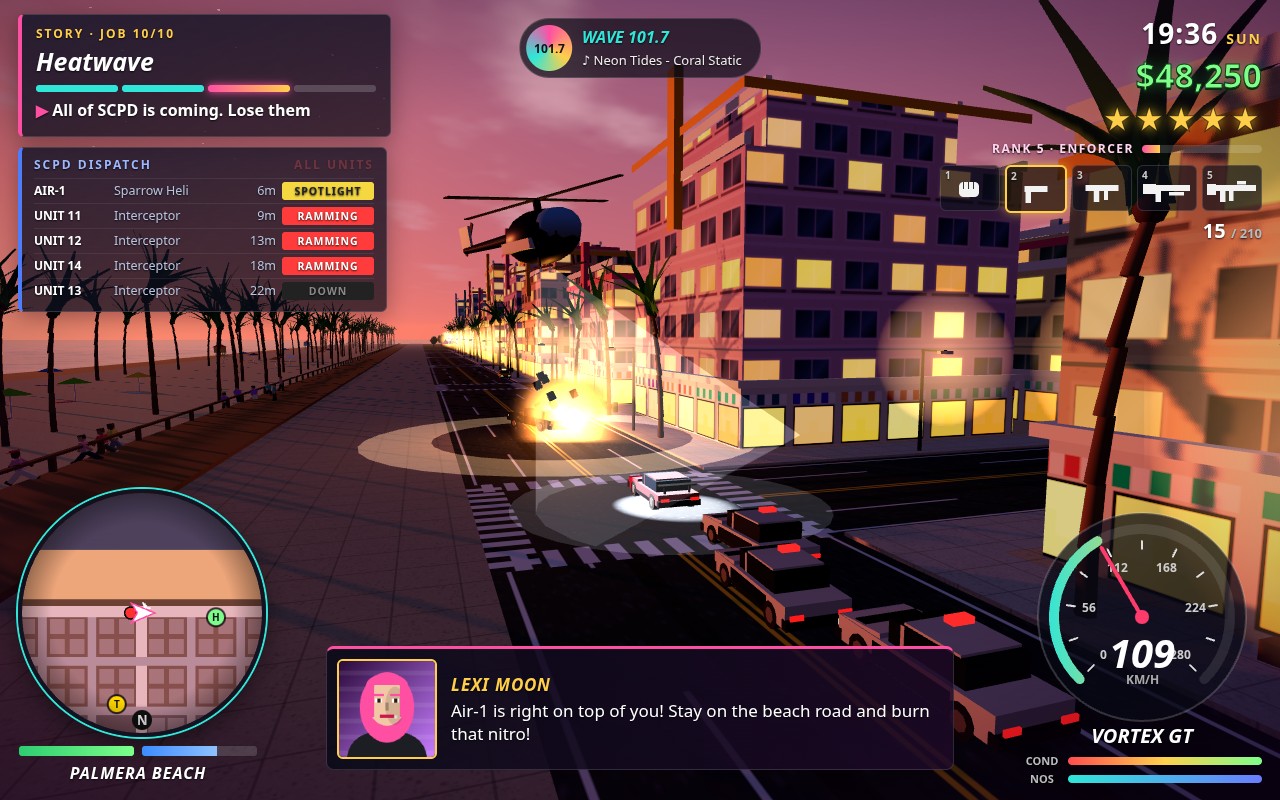 STORY · JOB 10/10
Heatwave
▶ All of SCPD is coming. Lose them
SCPD DISPATCH ALL UNITS
AIR-1 Sparrow Heli 6m SPOTLIGHT
UNIT 11 Interceptor 9m RAMMING
UNIT 12 Interceptor 13m RAMMING
UNIT 14 Interceptor 18m RAMMING
UNIT 13 Interceptor 22m DOWN
101.7
WAVE 101.7
♪ Neon Tides - Coral Static
19:36 SUN
$48,250
RANK 5 · ENFORCER
1 2 3 4 5
15 / 210
H
T
N
PALMERA BEACH
LEXI MOON
Air-1 is right on top of you! Stay on the beach road and burn
that nitro!
0 56 112 168 224 280
109
KM/H
VORTEX GT
COND
NOS